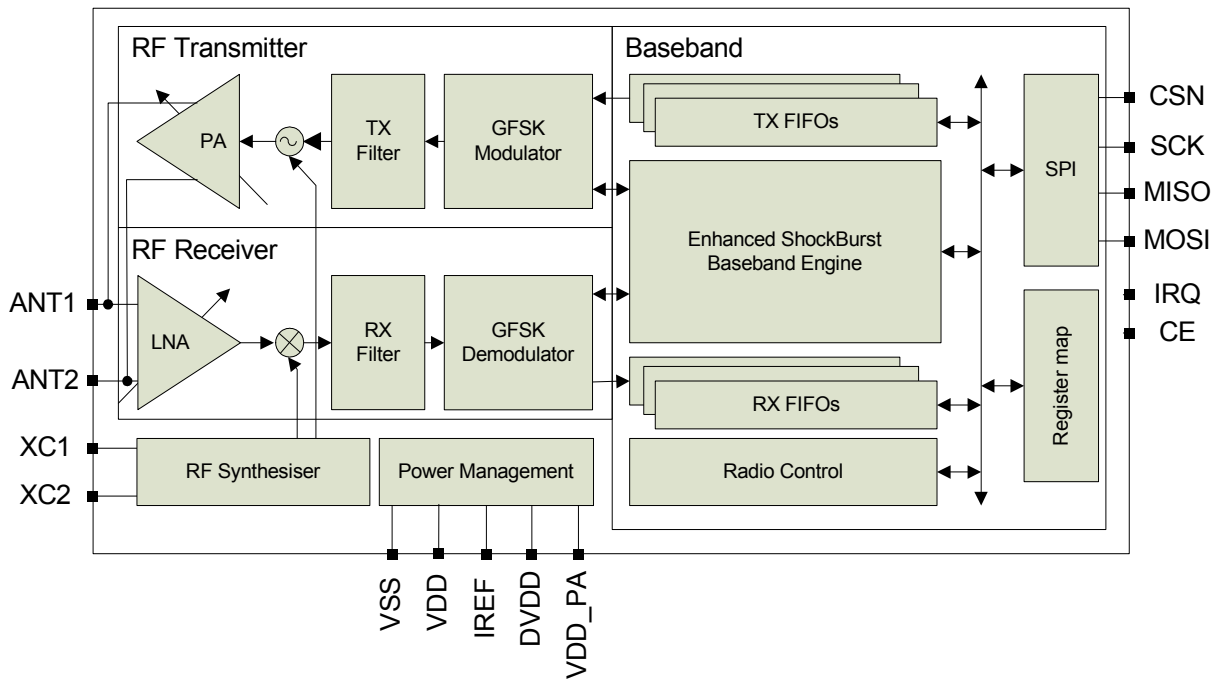 RF Transmitter
Baseband
PA
TX
Filter
GFSK
Modulator
TX FIFOs
SPI
CSN
SCK
MISO
MOSI
Enhanced ShockBurst
Baseband Engine
RF Receiver
ANT1
LNA
RX
Filter
GFSK
Demodulator
IRQ
CE
ANT2
RX FIFOs
Register map
XC1
XC2
RF Synthesiser
Power Management
Radio Control
VSS
VDD
IREF
DVDD
VDD_PA